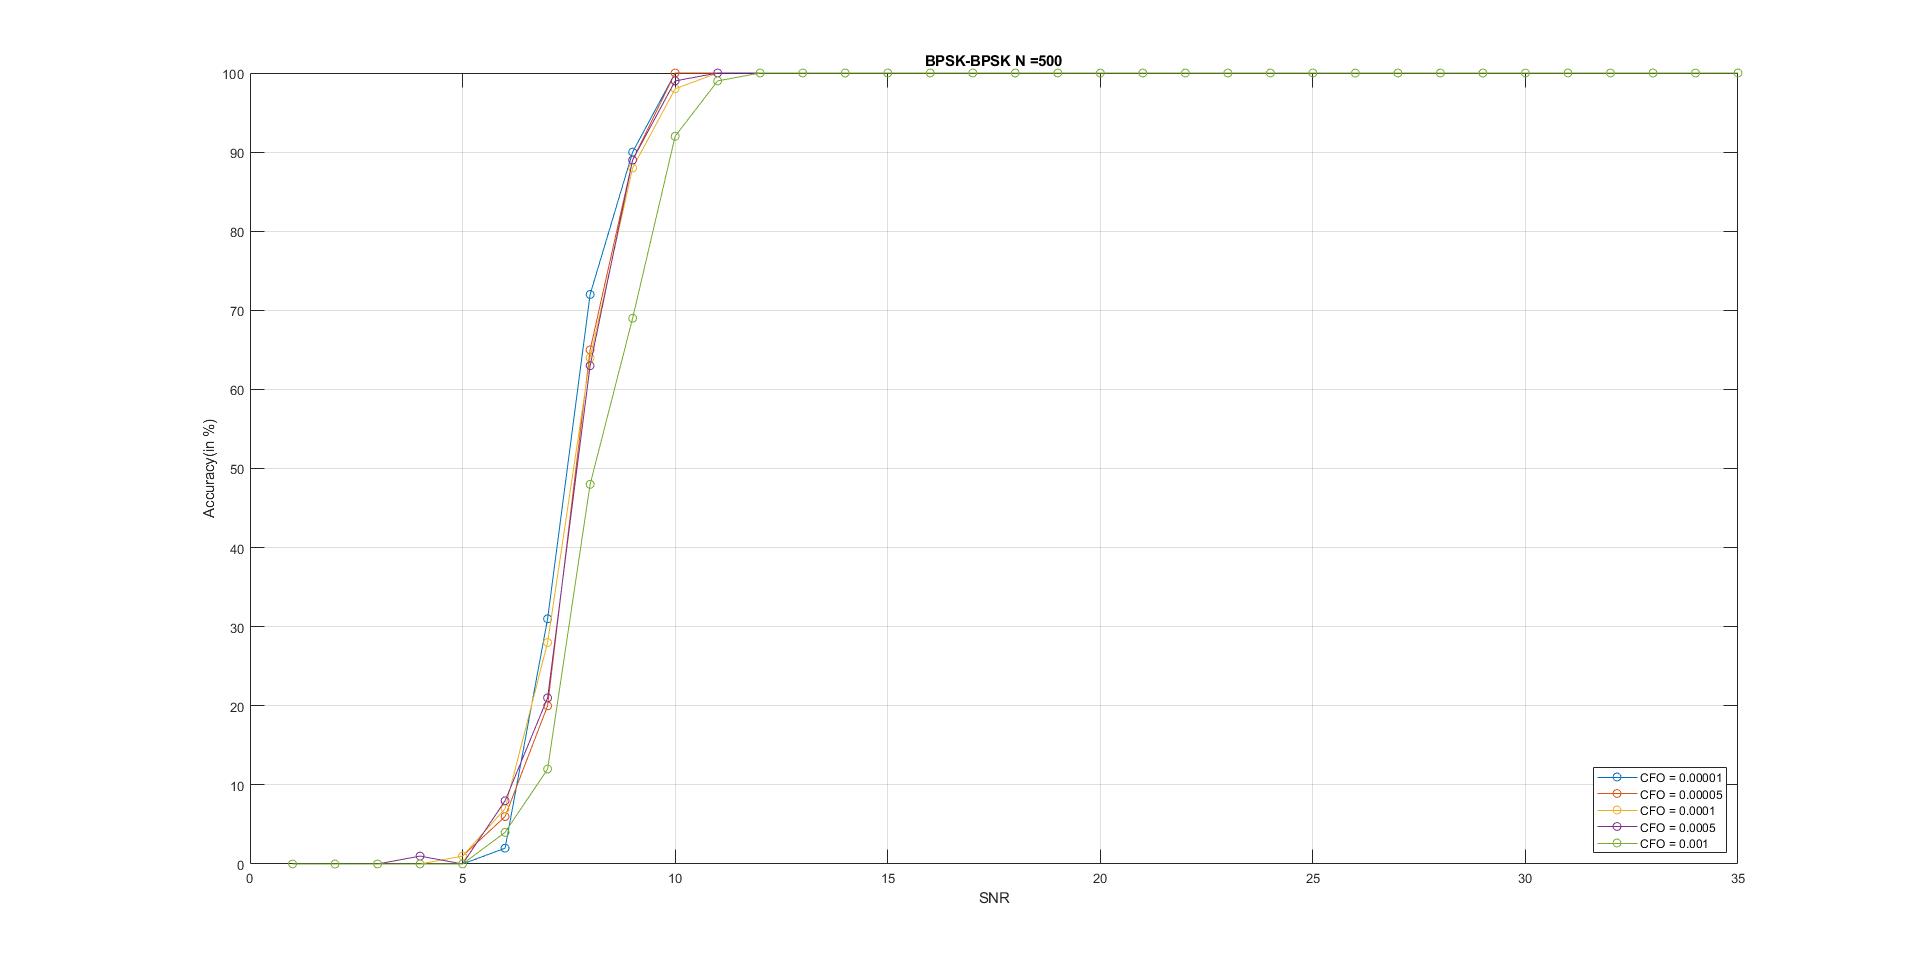 BPSK-BPSK N =500
100
90
80
70
60
50
40
30
20
10
0
Accuracy(in %)
0 5 10 15 20 25 30 35
SNR
CFO = 0.00001
CFO = 0.00005
CFO = 0.0001
CFO = 0.0005
CFO = 0.001